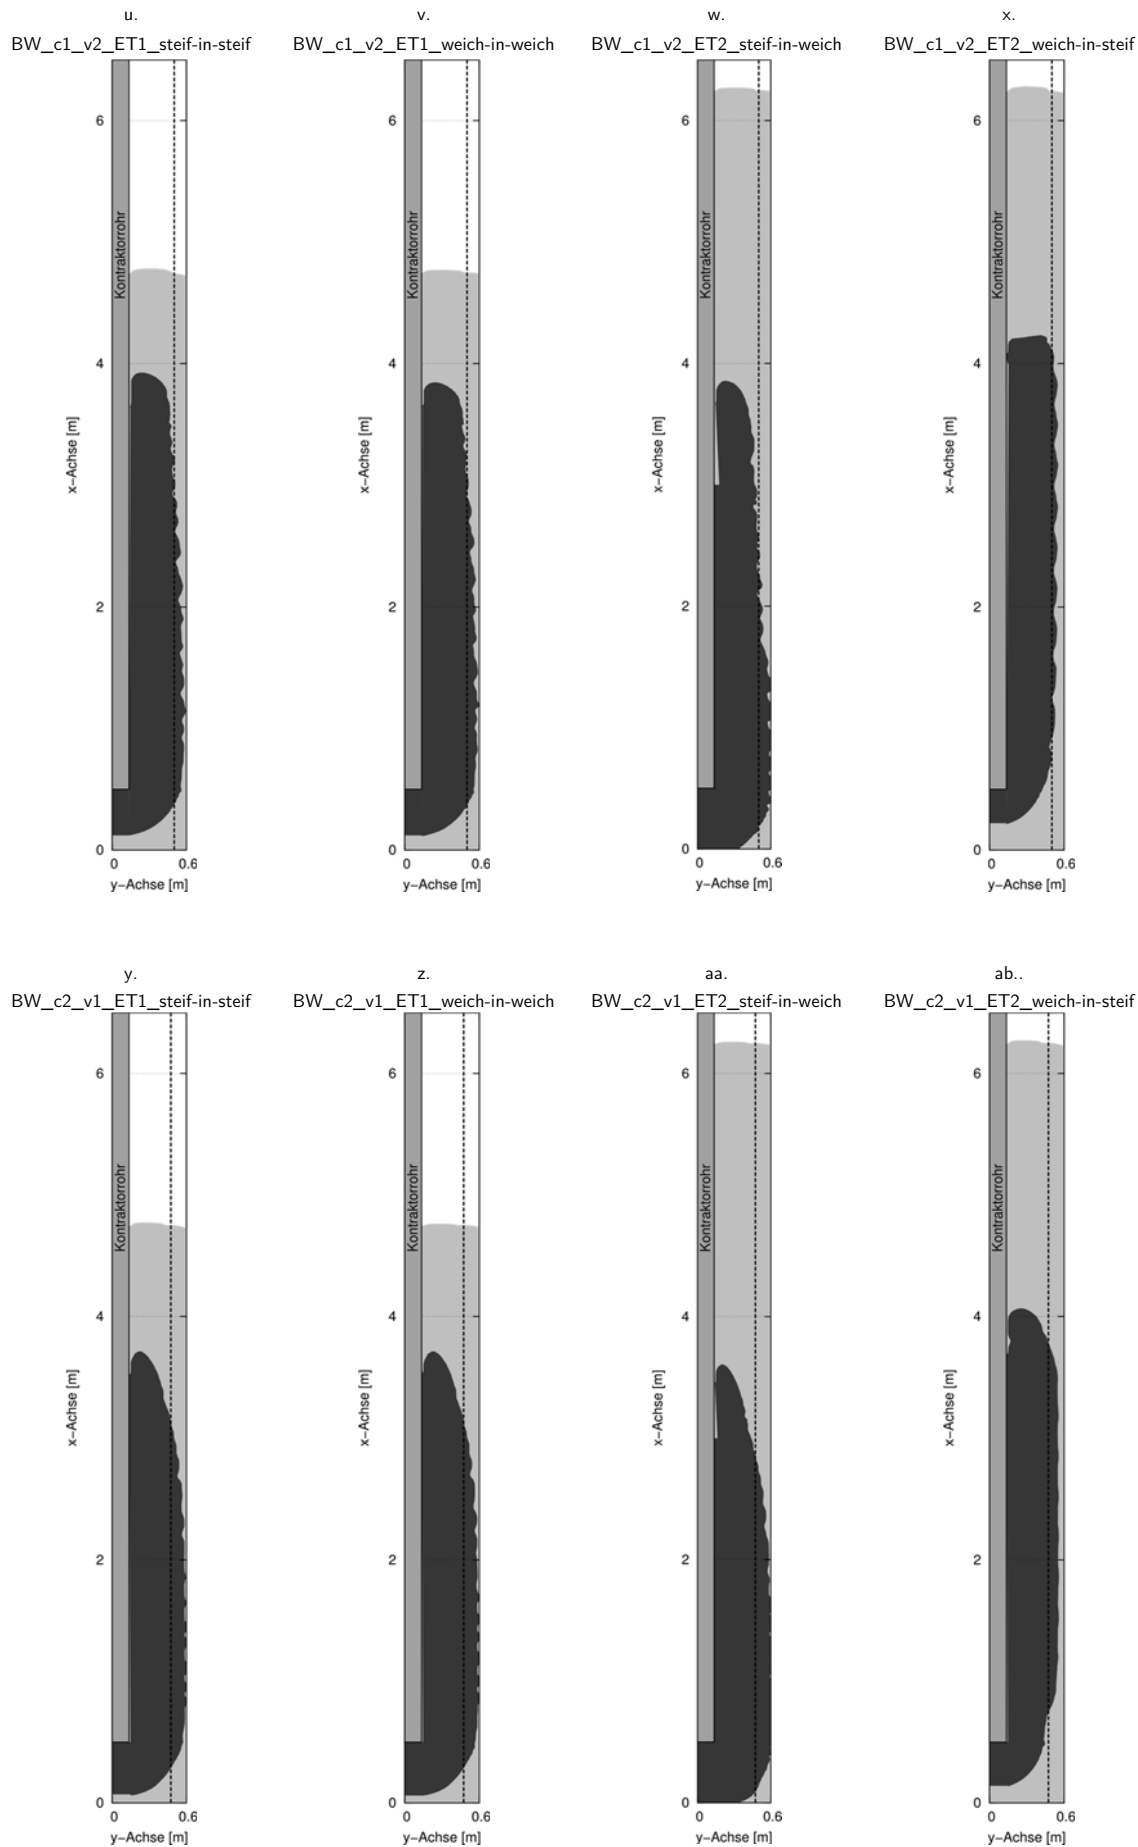 u. v. w. x.
BW_c1_v2_ET1_steif-in-steif BW_c1_v2_ET1_weich-in-weich BW_c1_v2_ET2_steif-in-weich BW_c1_v2_ET2_weich-in-steif
6 6 6 6
Kontraktorrohr Kontraktorrohr Kontraktorrohr Kontraktorrohr
4 4 4 4
x-Achse [m] x-Achse [m] x-Achse [m] x-Achse [m]
2 2 2 2
0 0 0 0
0 0.6 0 0.6 0 0.6 0 0.6
y-Achse [m] y-Achse [m] y-Achse [m] y-Achse [m]
y. z. aa. ab..
BW_c2_v1_ET1_steif-in-steif BW_c2_v1_ET1_weich-in-weich BW_c2_v1_ET2_steif-in-weich BW_c2_v1_ET2_weich-in-steif
6 6 6 6
Kontraktorrohr Kontraktorrohr Kontraktorrohr Kontraktorrohr
4 4 4 4
x-Achse [m] x-Achse [m] x-Achse [m] x-Achse [m]
2 2 2 2
0 0 0 0
0 0.6 0 0.6 0 0.6 0 0.6
y-Achse [m] y-Achse [m] y-Achse [m] y-Achse [m]